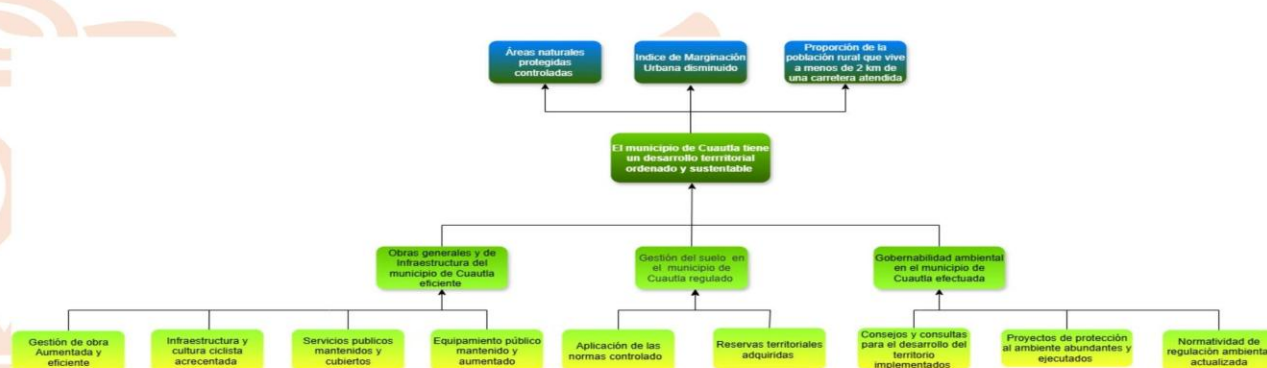 Áreas naturales
protegidas
controladas
Indice de Marginación
Urbana disminuido
Proporción de la
población rural que vive
a menos de 2 km de
una carretera atendida
El municipio de Cuautla tiene
un desarrollo terrritorial
ordenado y sustentable
Obras generales y de
Infraestructura del
municipio de Cuautla
eficiente
Gestión del suelo en
el municipio de
Cuautla regulado
Gobernabilidad ambiental
en el municipio de
Cuautla efectuada
Gestión de obra
Aumentada y
eficiente
Infraestructura y
cultura ciclista
acrecentada
Servicios publicos
mantenidos y
cubiertos
Equipamiento público
mantenido y
aumentado
Aplicación de las
normas controlado
Reservas territoriales
adquiridas
Consejos y consultas
para el desarrollo del
territorio
implementados
Proyectos de protección
al ambiente abundantes y
ejecutados
Normatividad de
regulación ambiental
actualizada